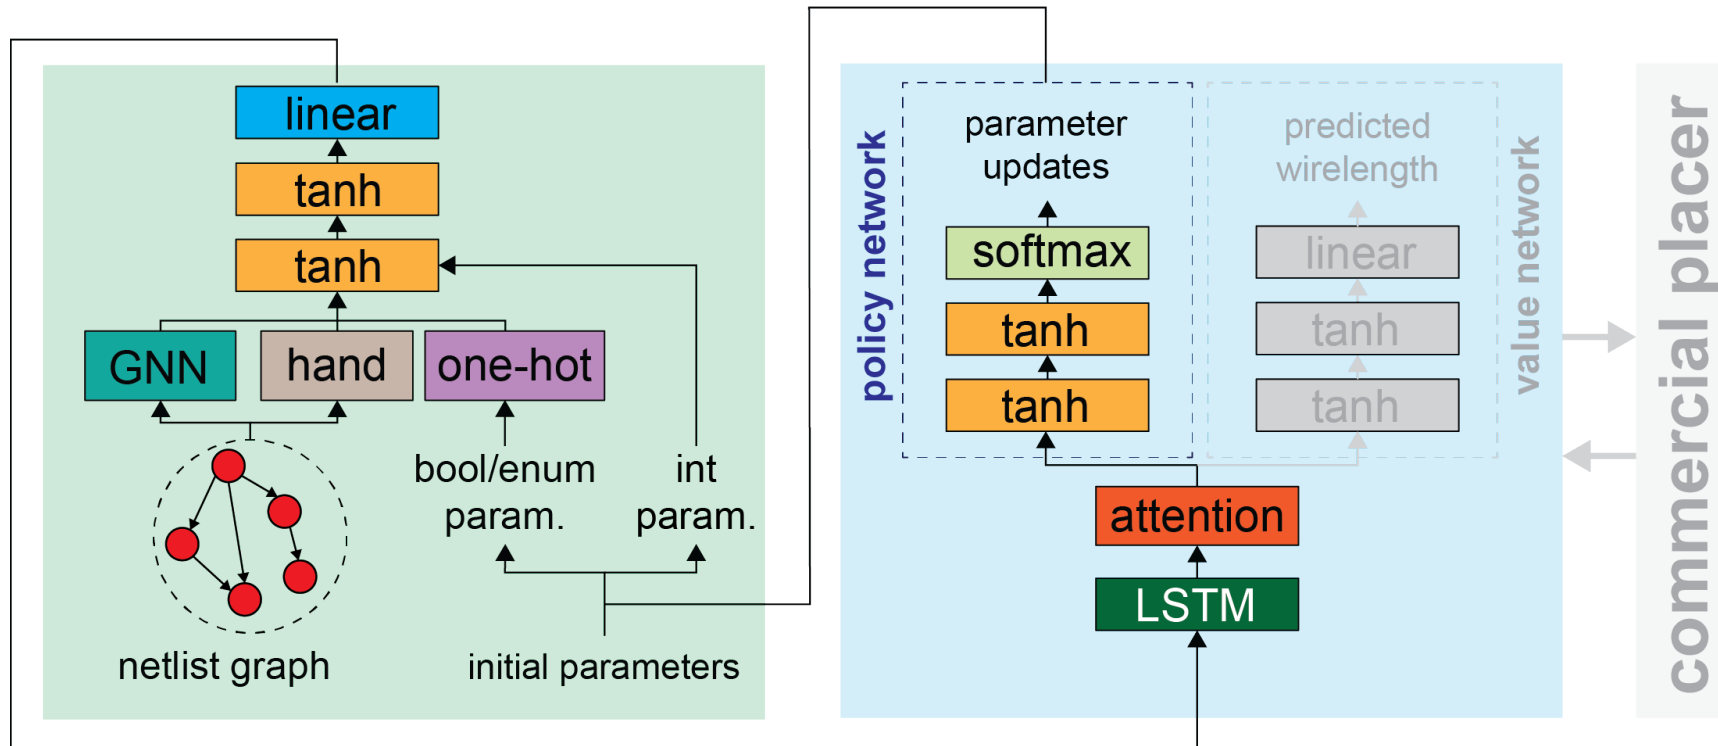 linear
tanh
tanh
GNN
hand
one-hot
bool/enum
param.
int
param.
netlist graph
initial parameters
policy network
parameter
updates
softmax
tanh
tanh
predicted
wirelength
linear
tanh
tanh
value network
attention
LSTM
commercial placer